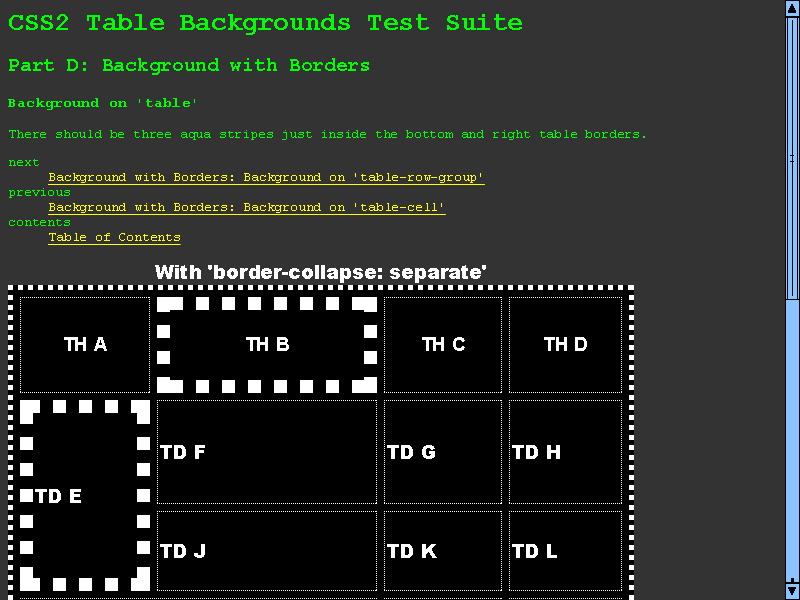 CSS2 Table Backgrounds Test Suite
Part D: Background with Borders
Background on 'table'
There should be three aqua stripes just inside the bottom and right table borders.
next
Background with Borders: Background on 'table-row-group'
previous
Background with Borders: Background on 'table-cell'
contents
Table of Contents
With 'border-collapse: separate'
TH A TH B TH C TH D
TD F TD G TD H
TD E
TD J TD K TD L